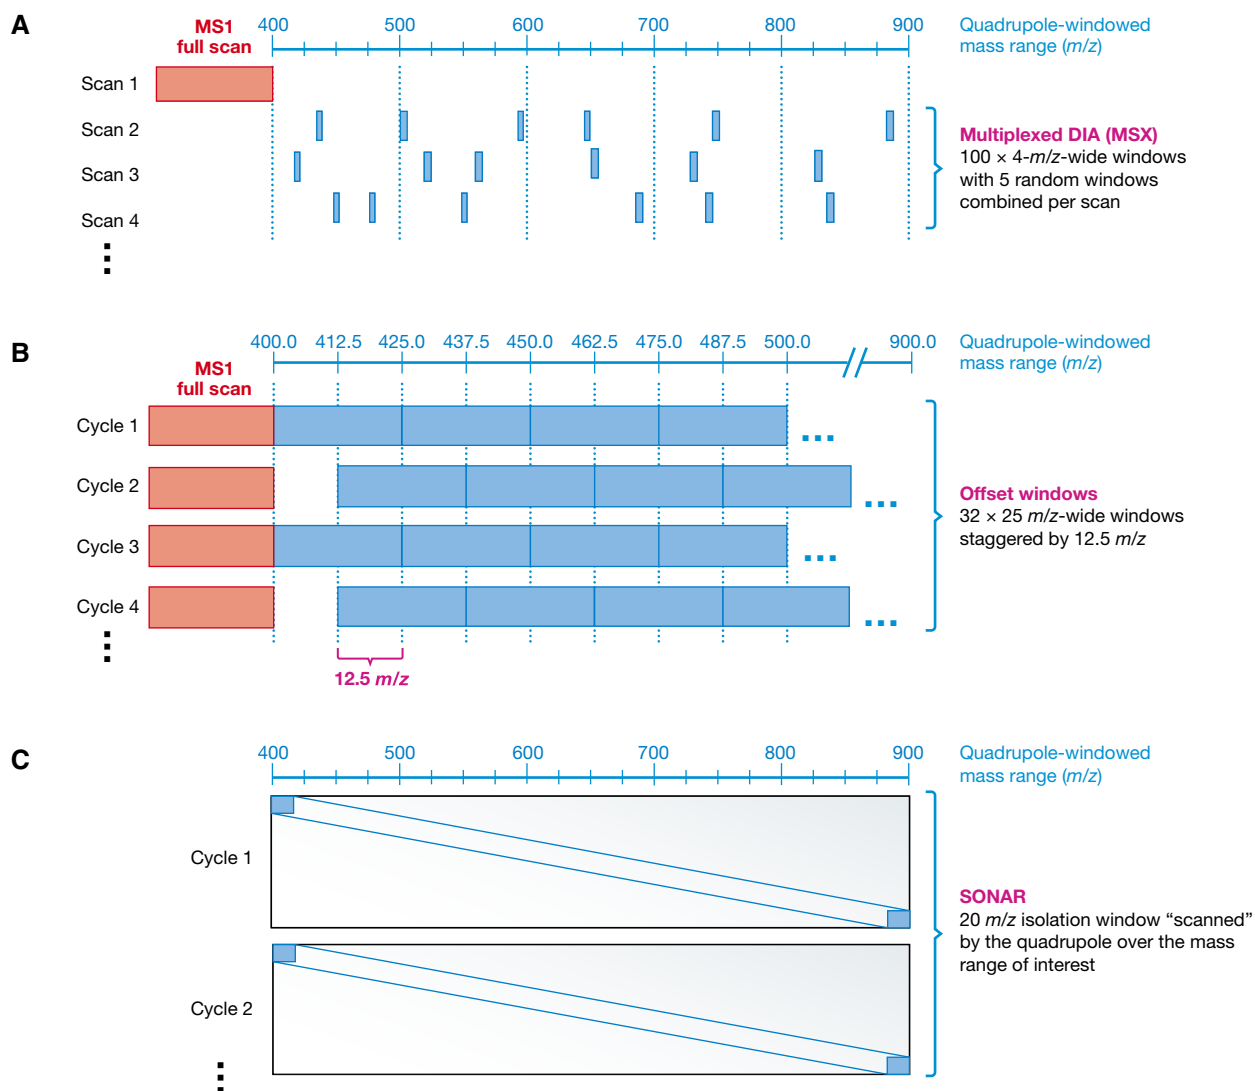 A
MS1
full scan
400 500 600 700 800 900
Quadrupole-windowed
mass range (m/z)
Scan 1
Scan 2
Scan 3
Scan 4
Multiplexed DIA (MSX)
100 × 4-m/z-wide windows
with 5 random windows
combined per scan
B
MS1
full scan
400.0 412.5 425.0 437.5 450.0 462.5 475.0 487.5 500.0 900.0
Quadrupole-windowed
mass range (m/z)
Cycle 1
Cycle 2
Cycle 3
Cycle 4
Offset windows
32 × 25 m/z-wide windows
staggered by 12.5 m/z
12.5 m/z
C
400 500 600 700 800 900
Quadrupole-windowed
mass range (m/z)
Cycle 1
Cycle 2
SONAR
20 m/z isolation window “scanned”
by the quadrupole over the mass
range of interest